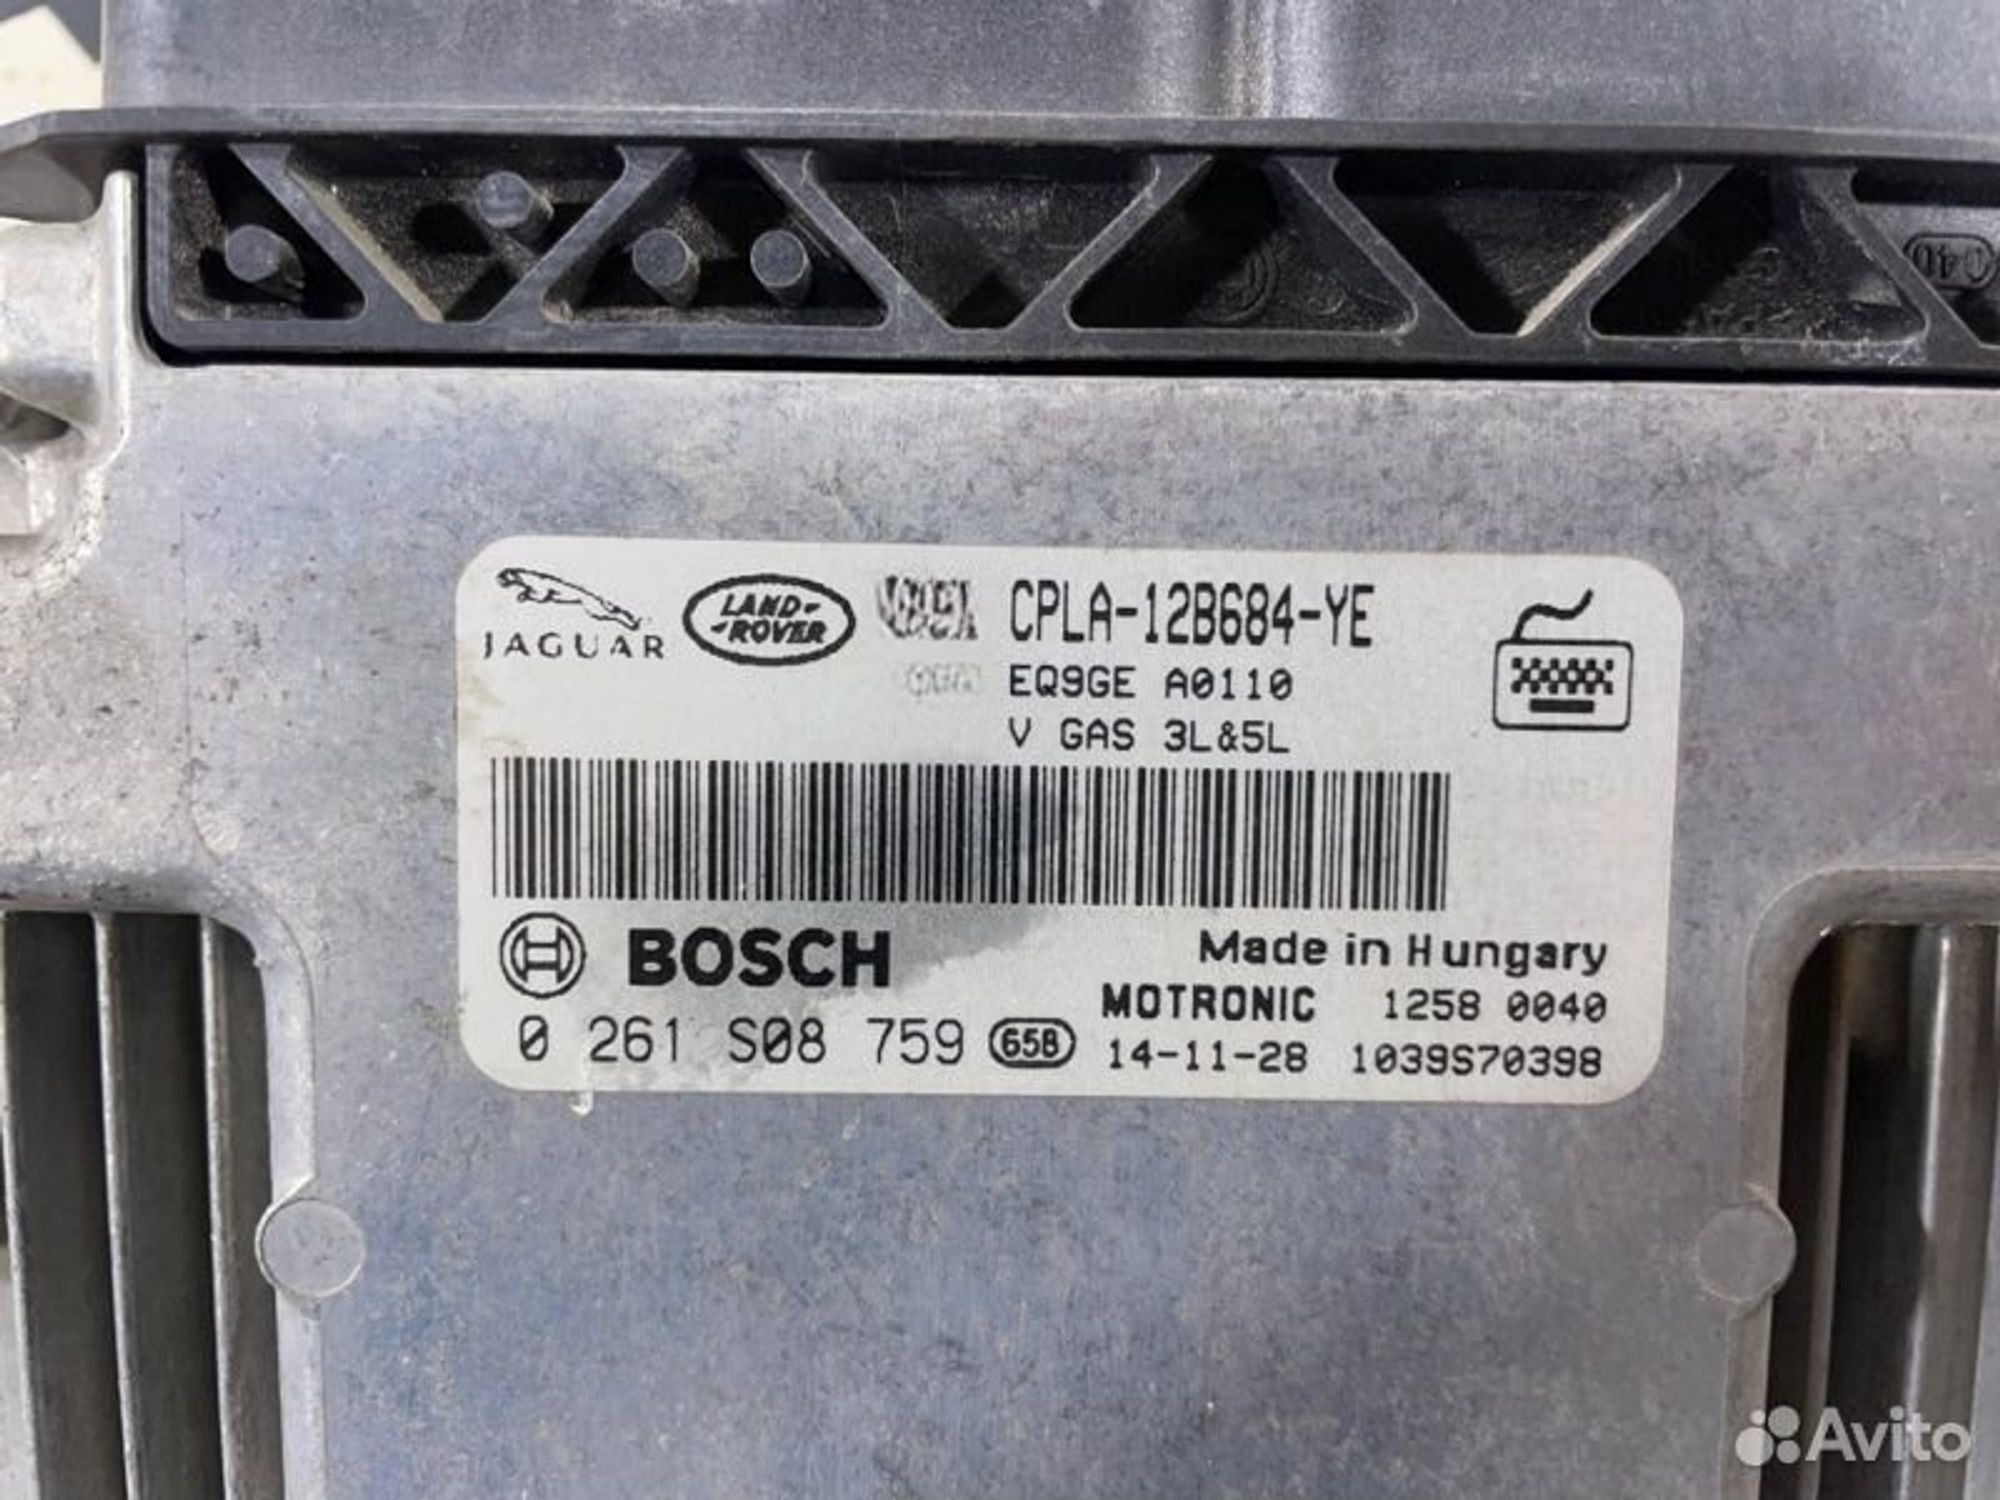 JAGUAR
LAND-
-ROVER
CPLA-12B684-YE
EQ9GE A0110
V GAS 3L&5L
BOSCH
Made in Hungary
MOTRONIC 1258 0040
0 261 S08 759 65B 14-11-28 1039S70398
Avito